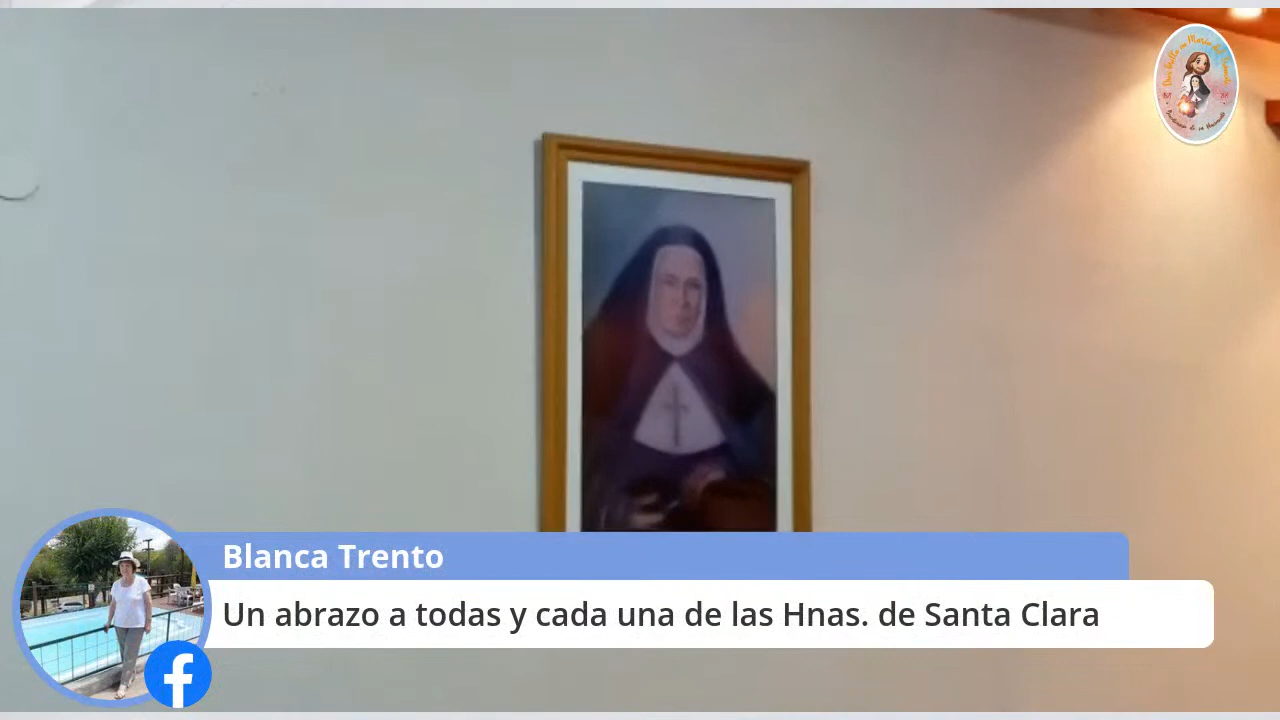 Blanca Trento
Un abrazo a todas y cada una de las Hnas. de Santa Clara